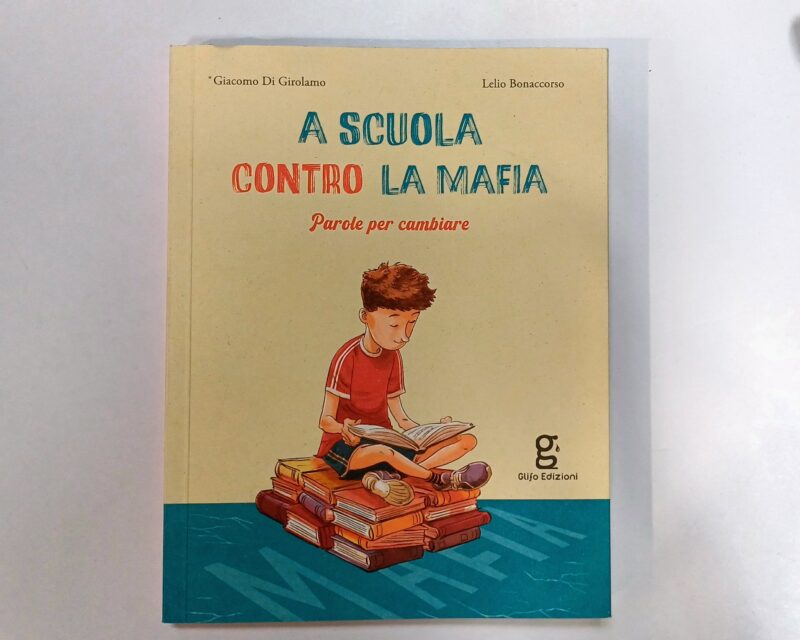 Giacomo Di Girolamo
Lelio Bonaccorso
A SCUOLA
CONTRO LA MAFIA
Parole per cambiare
g
Glifo Edizioni
MAFIA